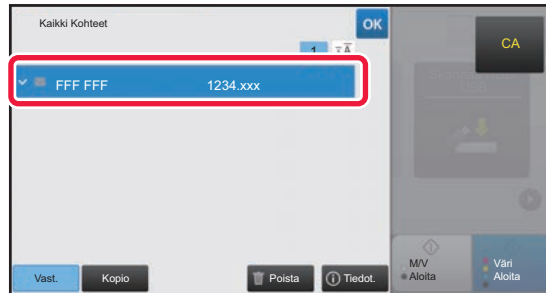 Kaikki Kohteet
OK
CA
1
FFF FFF 1234.xxx
Vast.
Kopio
Poista
Tiedot.
M/V
Aloita
Väri
Aloita